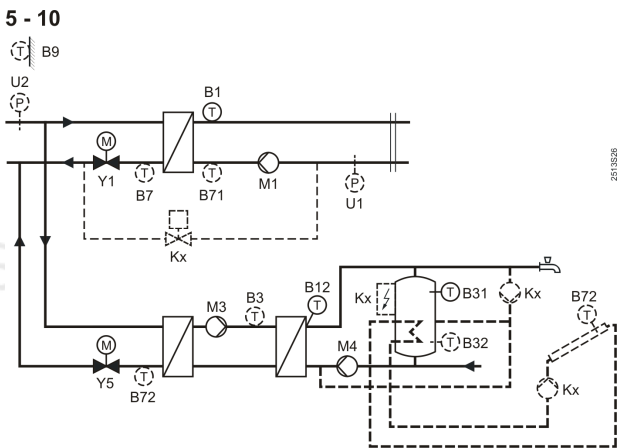 5 - 10
T B9
U2
P
B1
T
M
Y1
T
B7
T
B71
M1
P
U1
2513S26
Kx
M3
B3
T
B12
T
Kx
T B31
Kx
B72
T
M
Y5
T
B72
M4
T B32
Kx